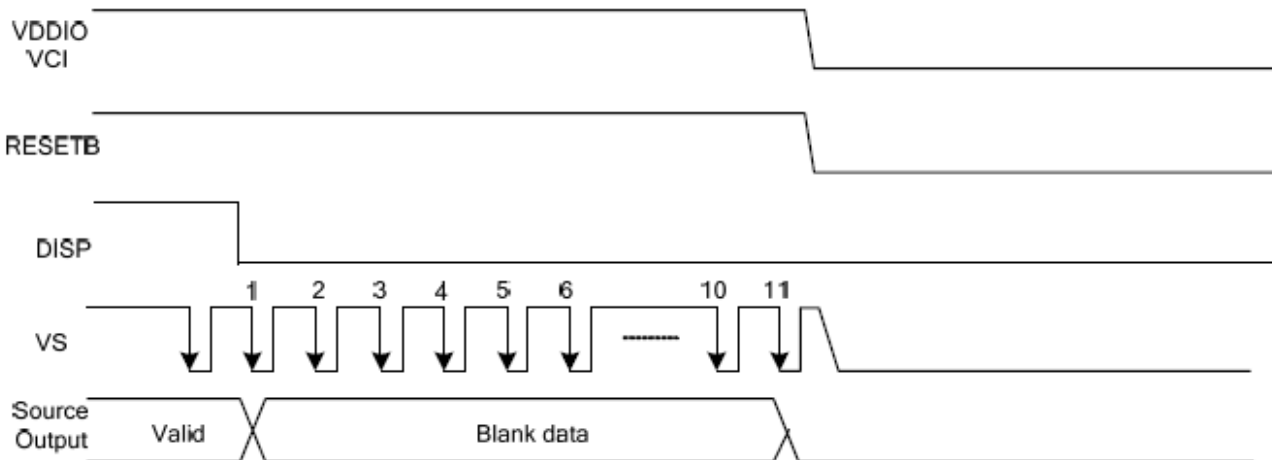 VDDIO
VCI
RESETB
DISP
1 2 3 4 5 6 10 11
VS
Source
Output
Valid
Blank data